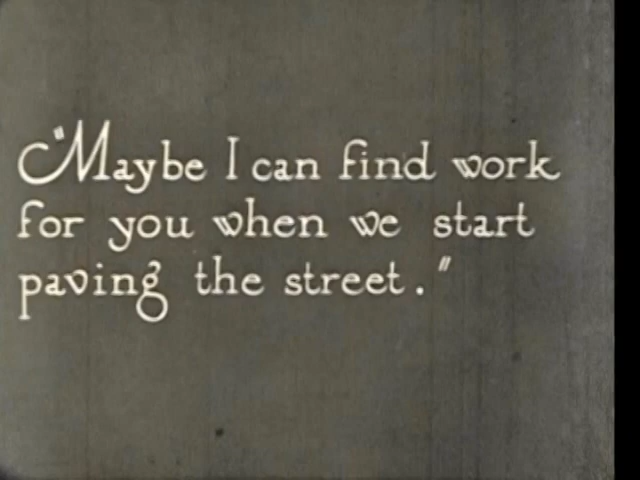 "Maybe I can find work
for you when we start
paving the street."